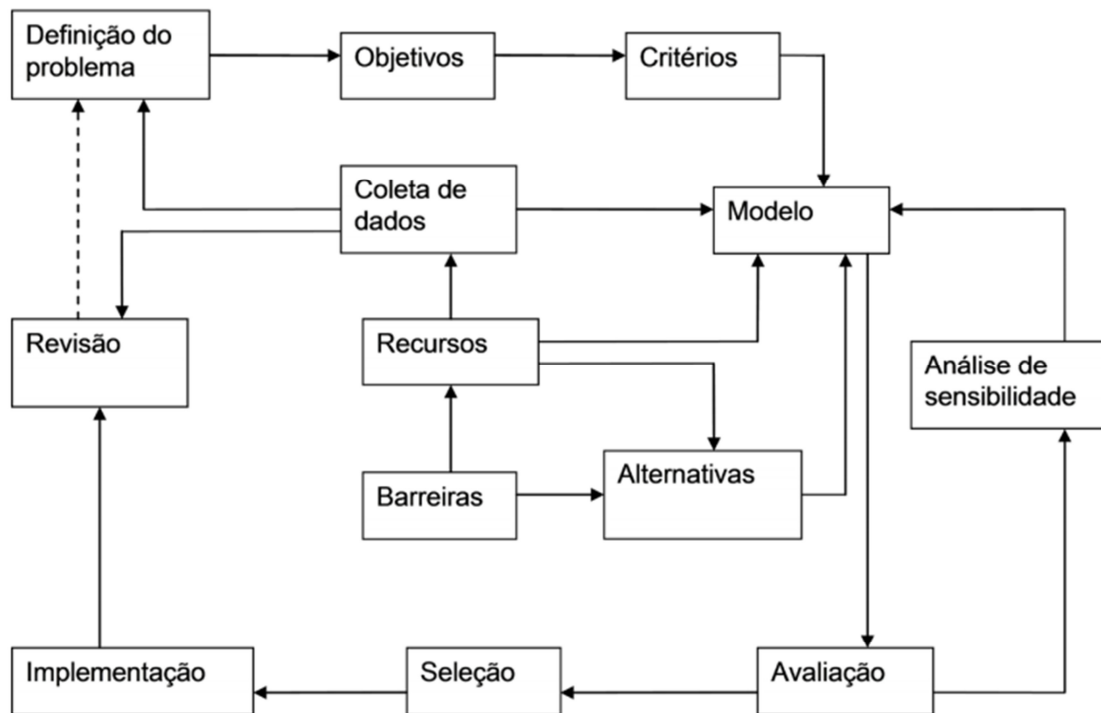 Definição do
problema
Objetivos
Critérios
Coleta de
dados
Modelo
Revisão
Recursos
Análise de
sensibilidade
Barreiras
Alternativas
Implementação
Seleção
Avaliação